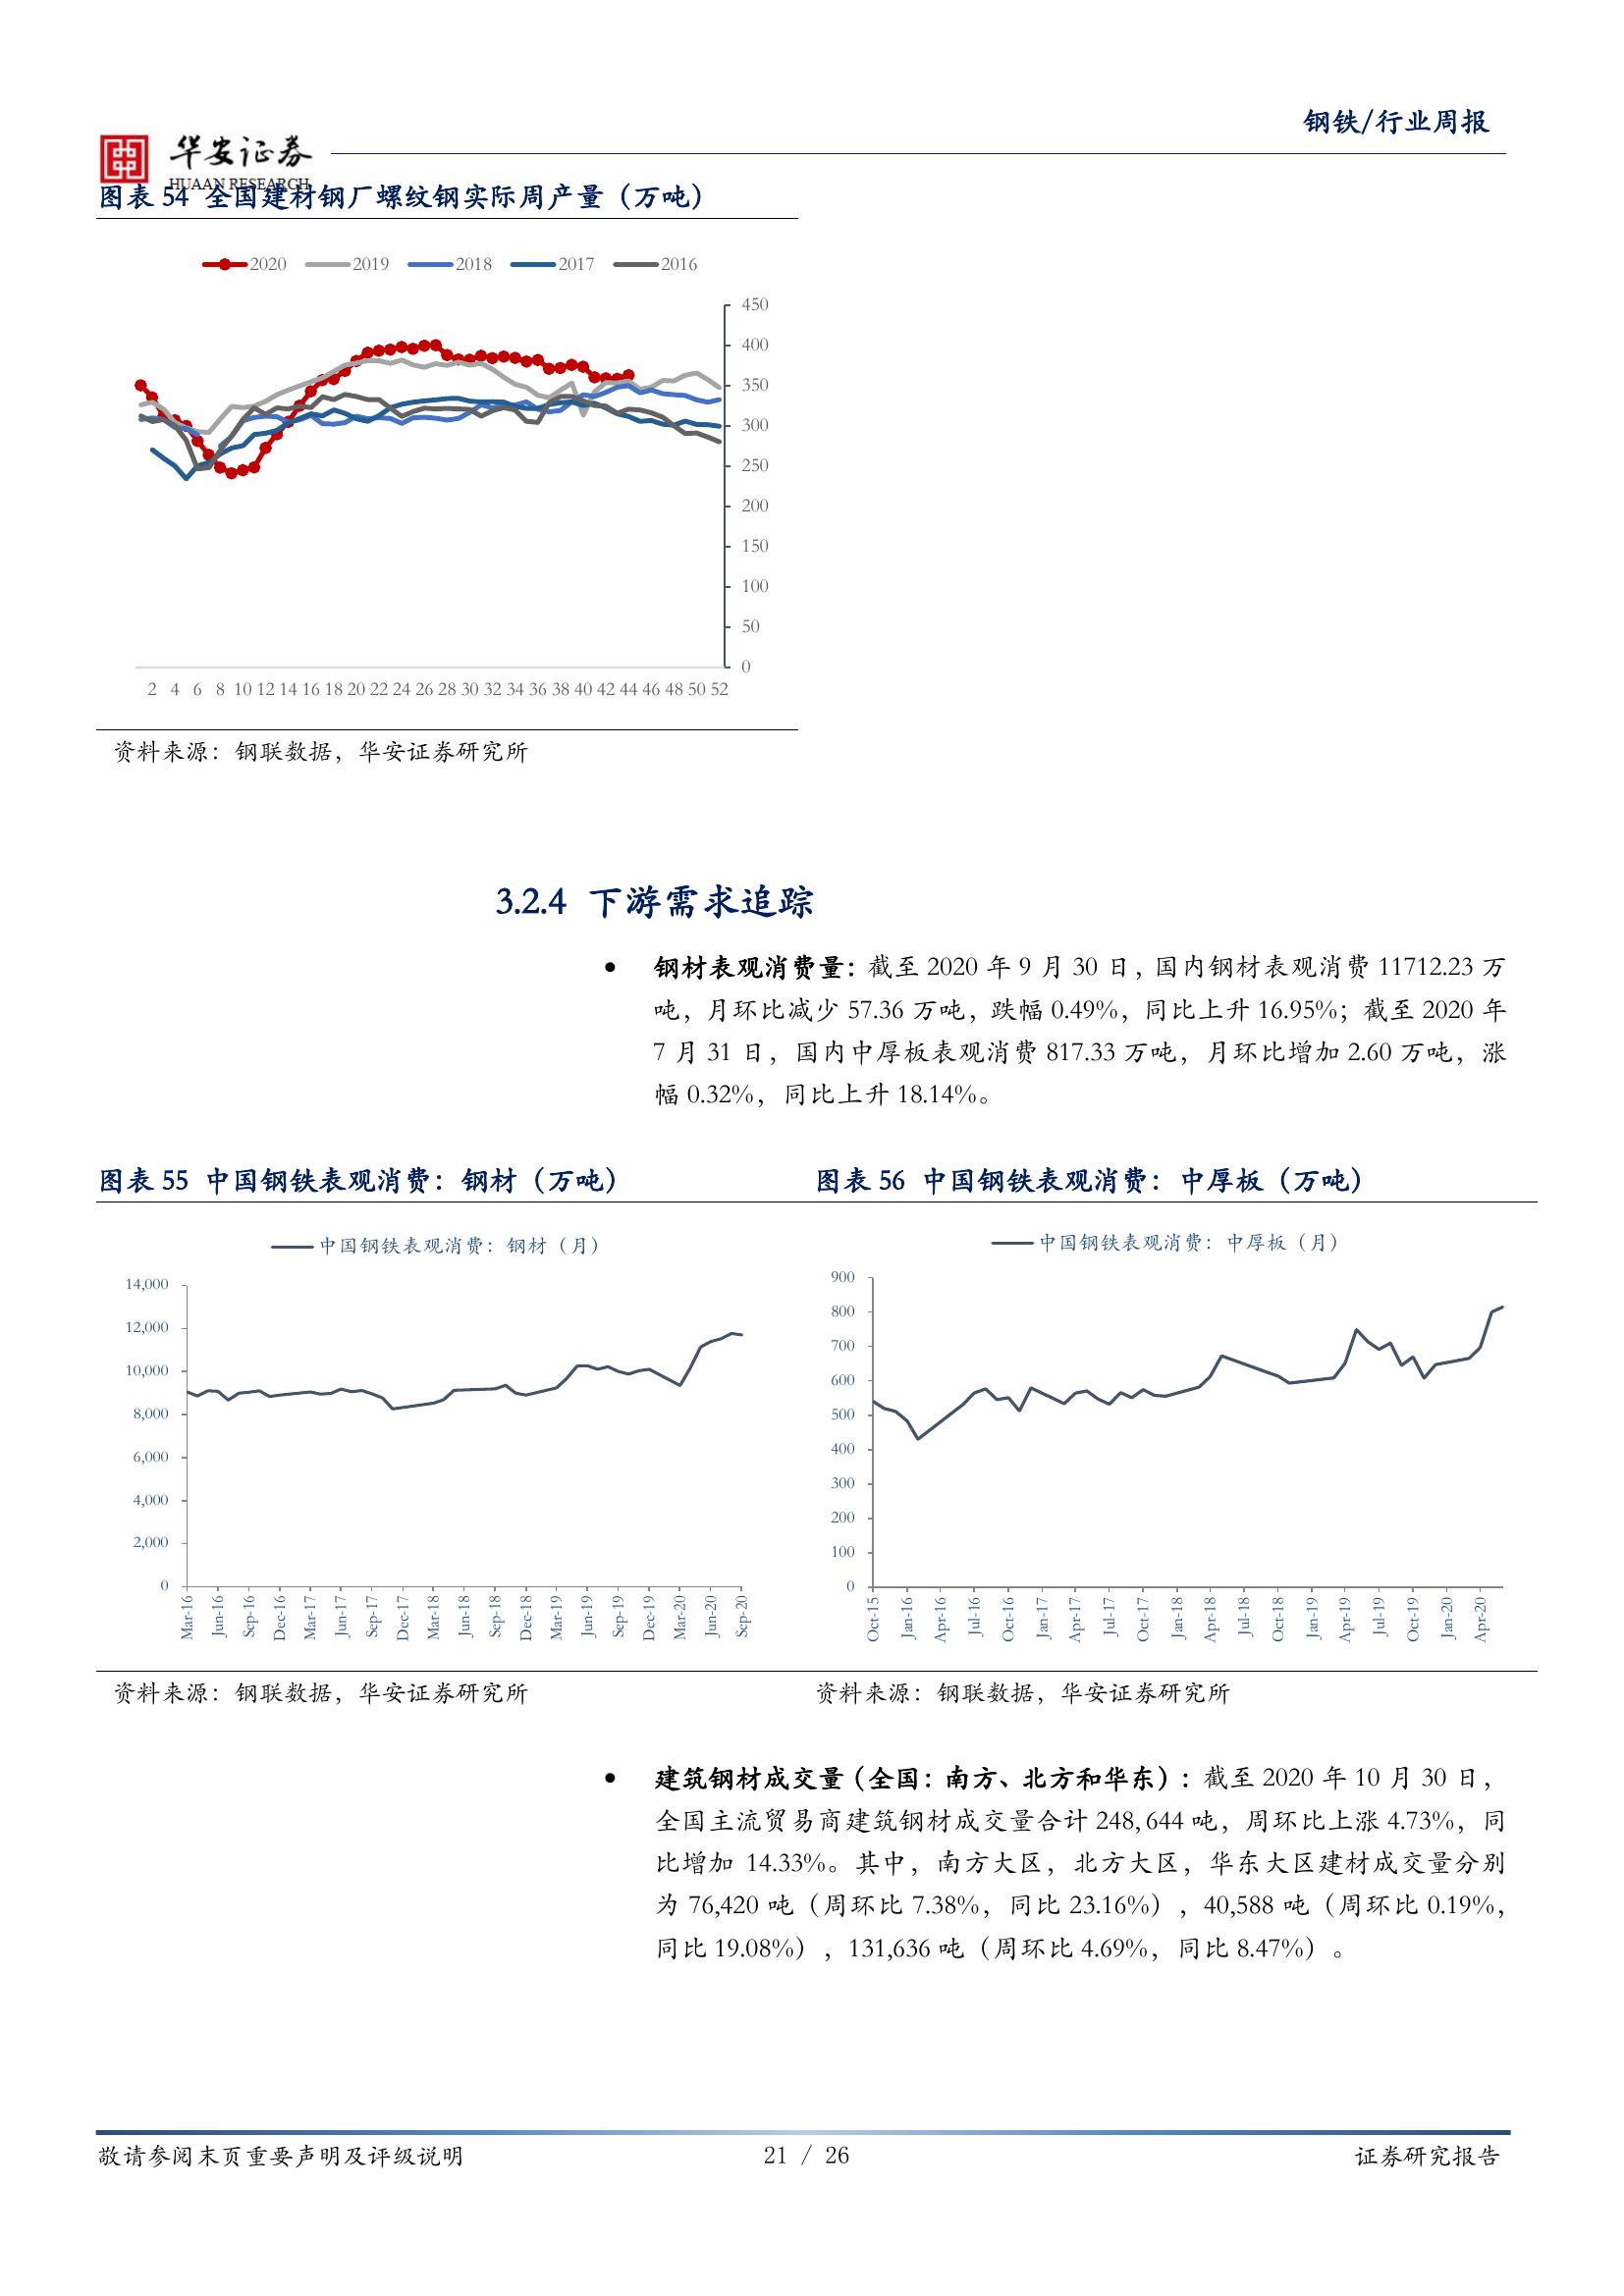 钢铁/行业周报
华安证券
HUAAN RESEARCH
图表 54 全国建材钢厂螺纹钢实际周产量（万吨）
2020 2019 2018 2017 2016
450
400
350
300
250
200
150
100
50
0
2 4 6 8 10 12 14 16 18 20 22 24 26 28 30 32 34 36 38 40 42 44 46 48 50 52
资料来源：钢联数据，华安证券研究所
3.2.4 下游需求追踪
• 钢材表观消费量：截至 2020 年 9 月 30 日，国内钢材表观消费 11712.23 万
吨，月环比减少 57.36 万吨，跌幅 0.49%，同比上升 16.95%；截至 2020 年
7 月 31 日，国内中厚板表观消费 817.33 万吨，月环比增加 2.60 万吨，涨
幅 0.32%，同比上升 18.14%。
图表 55 中国钢铁表观消费：钢材（万吨）
中国钢铁表观消费：钢材（月）
14,000
12,000
10,000
8,000
6,000
4,000
2,000
0
Mar-16 Jun-16 Sep-16 Dec-16 Mar-17 Jun-17 Sep-17 Dec-17 Mar-18 Jun-18 Sep-18 Dec-18 Mar-19 Jun-19 Sep-19 Dec-19 Mar-20 Jun-20 Sep-20
资料来源：钢联数据，华安证券研究所
图表 56 中国钢铁表观消费：中厚板（万吨）
中国钢铁表观消费：中厚板（月）
900
800
700
600
500
400
300
200
100
0
Oct-15 Jan-16 Apr-16 Jul-16 Oct-16 Jan-17 Apr-17 Jul-17 Oct-17 Jan-18 Apr-18 Jul-18 Oct-18 Jan-19 Apr-19 Jul-19 Oct-19 Jan-20 Apr-20
资料来源：钢联数据，华安证券研究所
• 建筑钢材成交量（全国：南方、北方和华东）：截至 2020 年 10 月 30 日，
全国主流贸易商建筑钢材成交量合计 248,644 吨，周环比上涨 4.73%，同
比增加 14.33%。其中，南方大区，北方大区，华东大区建材成交量分别
为 76,420 吨（周环比 7.38%，同比 23.16%），40,588 吨（周环比 0.19%，
同比 19.08%），131,636 吨（周环比 4.69%，同比 8.47%）。
敬请参阅末页重要声明及评级说明
21 / 26
证券研究报告